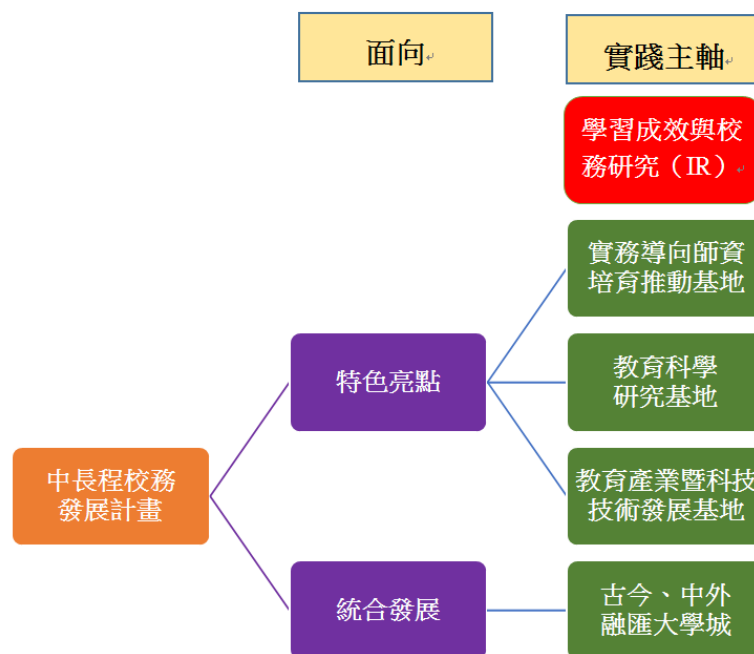 面向
實踐主軸
學習成效與校
務研究（IR）
實務導向師資
培育推動基地
特色亮點
教育科學
研究基地
中長程校務
發展計畫
教育產業暨科技
技術發展基地
統合發展
古今、中外
融匯大學城